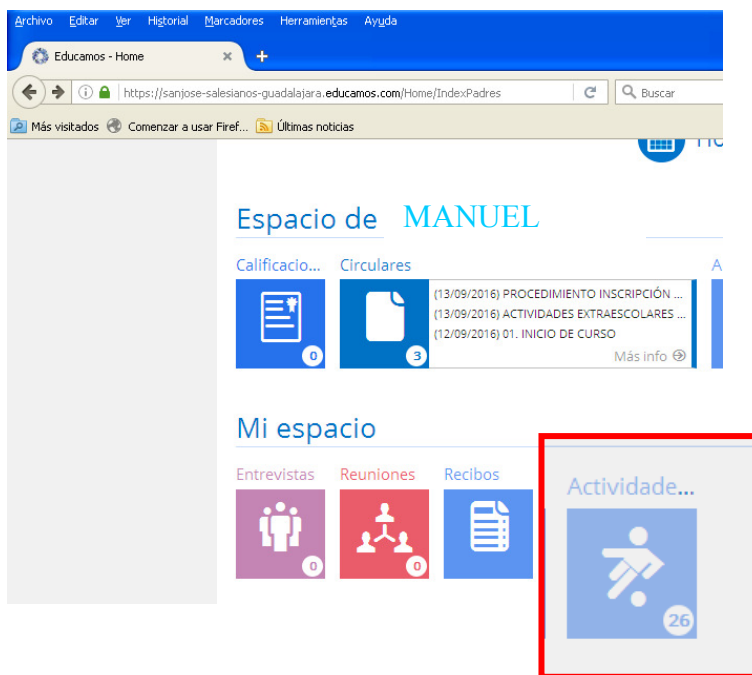 Archivo Editar Ver Historial Marcadores Herramientas Ayuda
Educamos - Home
https://sanjose-salesianos-guadalajara.educamos.com/Home/IndexPadres
Buscar
Más visitados Comenzar a usar Firef... Últimas noticias
Espacio de MANUEL
Calificacio... Circulares A
(13/09/2016) PROCEDIMIENTO INSCRIPCIÓN ...
(13/09/2016) ACTIVIDADES EXTRAESCOLARES ...
(12/09/2016) 01. INICIO DE CURSO
0 3 Más info
Mi espacio
Entrevistas Reuniones Recibos Actividade...
0 0
26